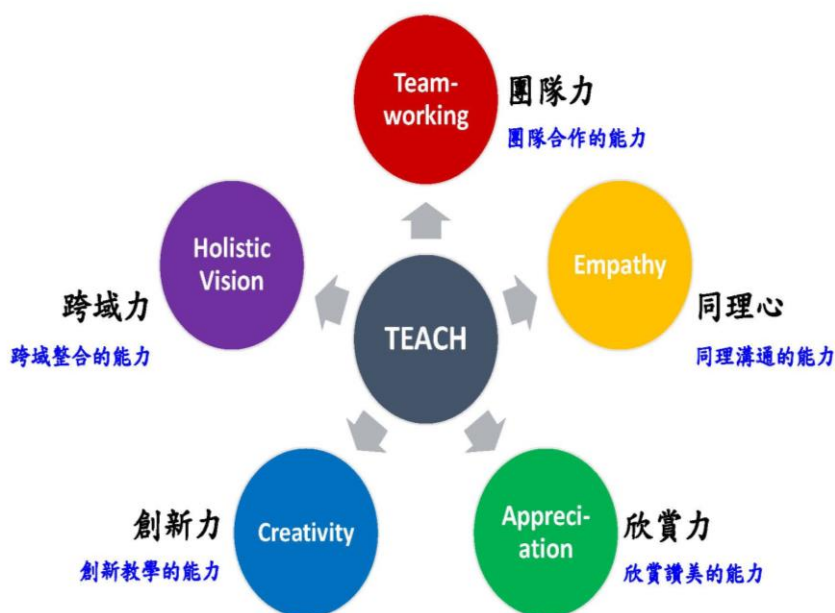 Team-
working
團隊力
團隊合作的能力
Empathy
同理心
同理溝通的能力
Appreci-
ation
欣賞力
欣賞讚美的能力
Creativity
創新力
創新教學的能力
Holistic
Vision
跨域力
跨域整合的能力
TEACH